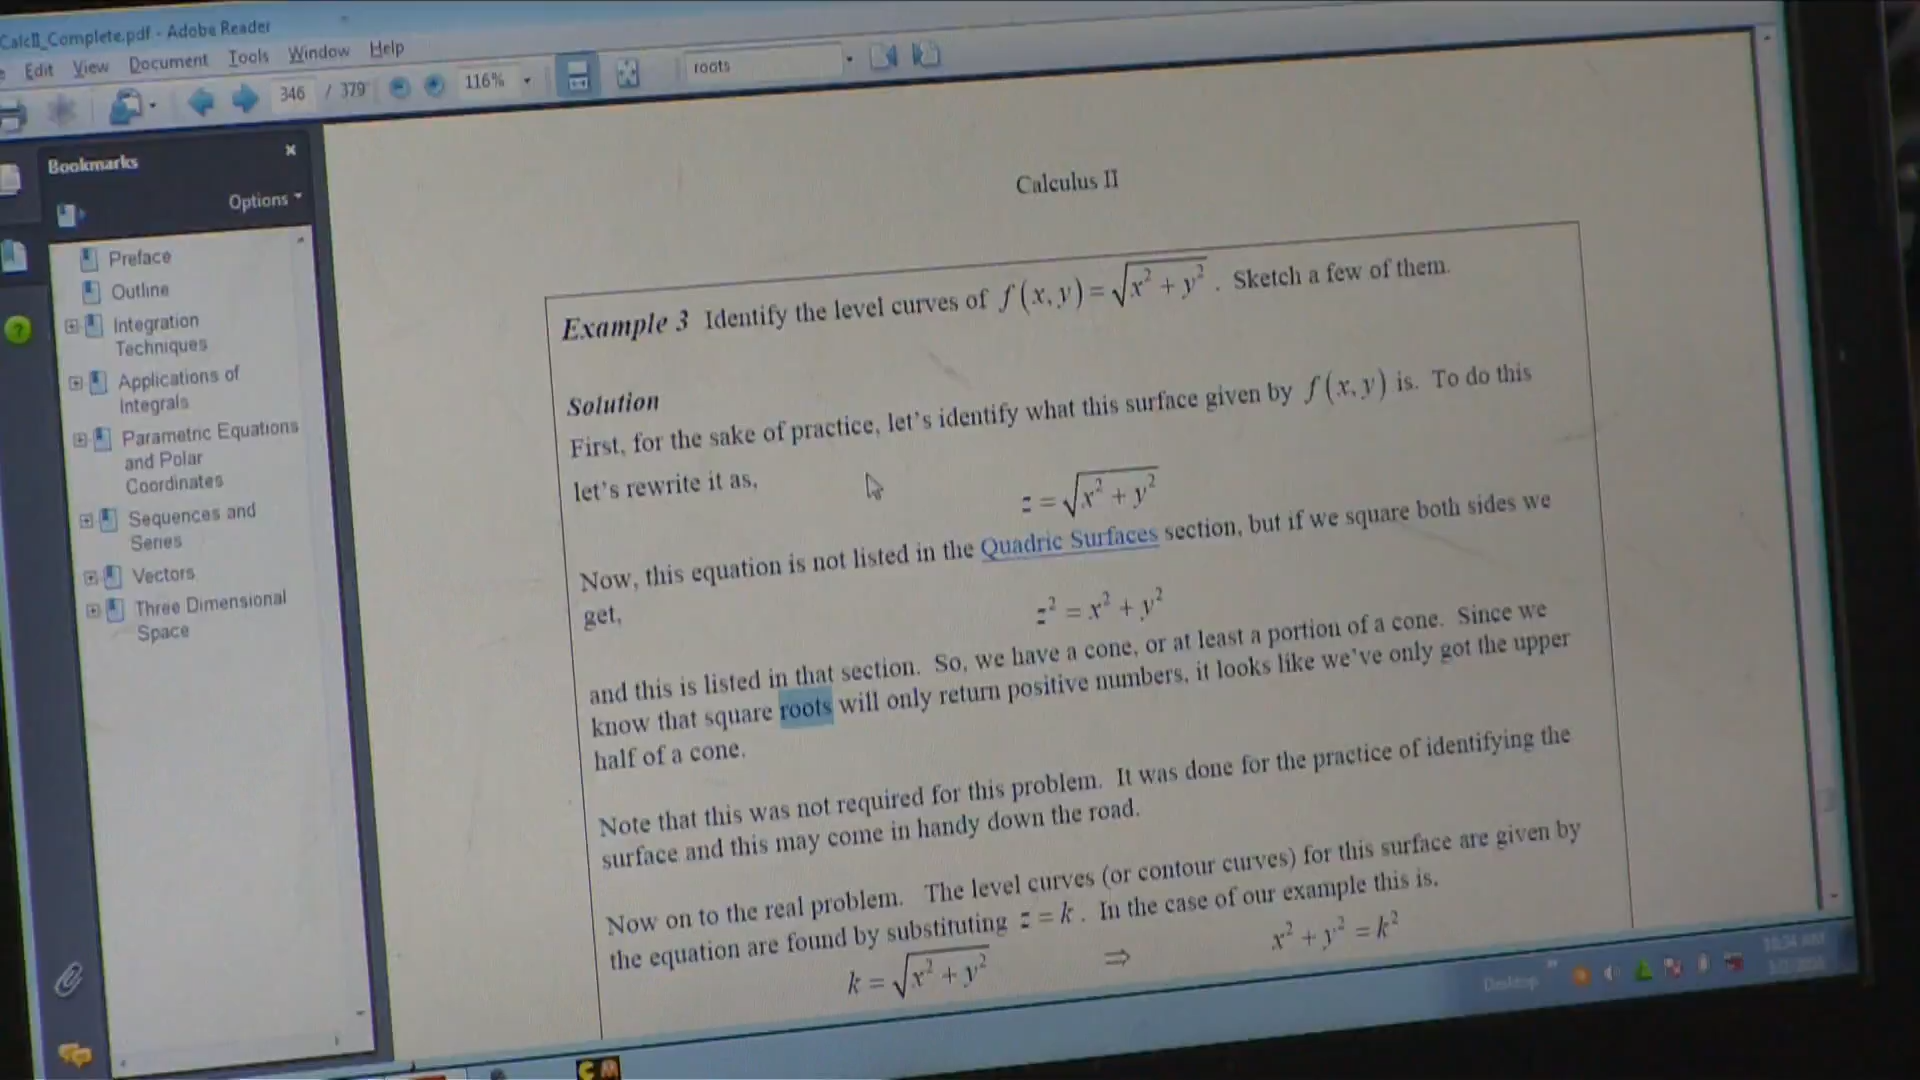 CalcII_Complete.pdf - Adobe Reader
Edit View Document Tools Window Help
346 / 379 116% roots
Bookmarks
Options
Preface
Outline
Integration
Techniques
Applications of
Integrals
Parametric Equations
and Polar
Coordinates
Sequences and
Series
Vectors
Three Dimensional
Space
Calculus II
Example 3 Identify the level curves of f(x, y) = √(x² + y²). Sketch a few of them.
Solution
First, for the sake of practice, let's identify what this surface given by f(x, y) is. To do this
let's rewrite it as,
z = √(x² + y²)
Now, this equation is not listed in the Quadric Surfaces section, but if we square both sides we
get,
z² = x² + y²
and this is listed in that section. So, we have a cone, or at least a portion of a cone. Since we
know that square roots will only return positive numbers, it looks like we've only got the upper
half of a cone.
Note that this was not required for this problem. It was done for the practice of identifying the
surface and this may come in handy down the road.
Now on to the real problem. The level curves (or contour curves) for this surface are given by
the equation are found by substituting z = k. In the case of our example this is,
k = √(x² + y²) ⇒ x² + y² = k²
Desktop
CM